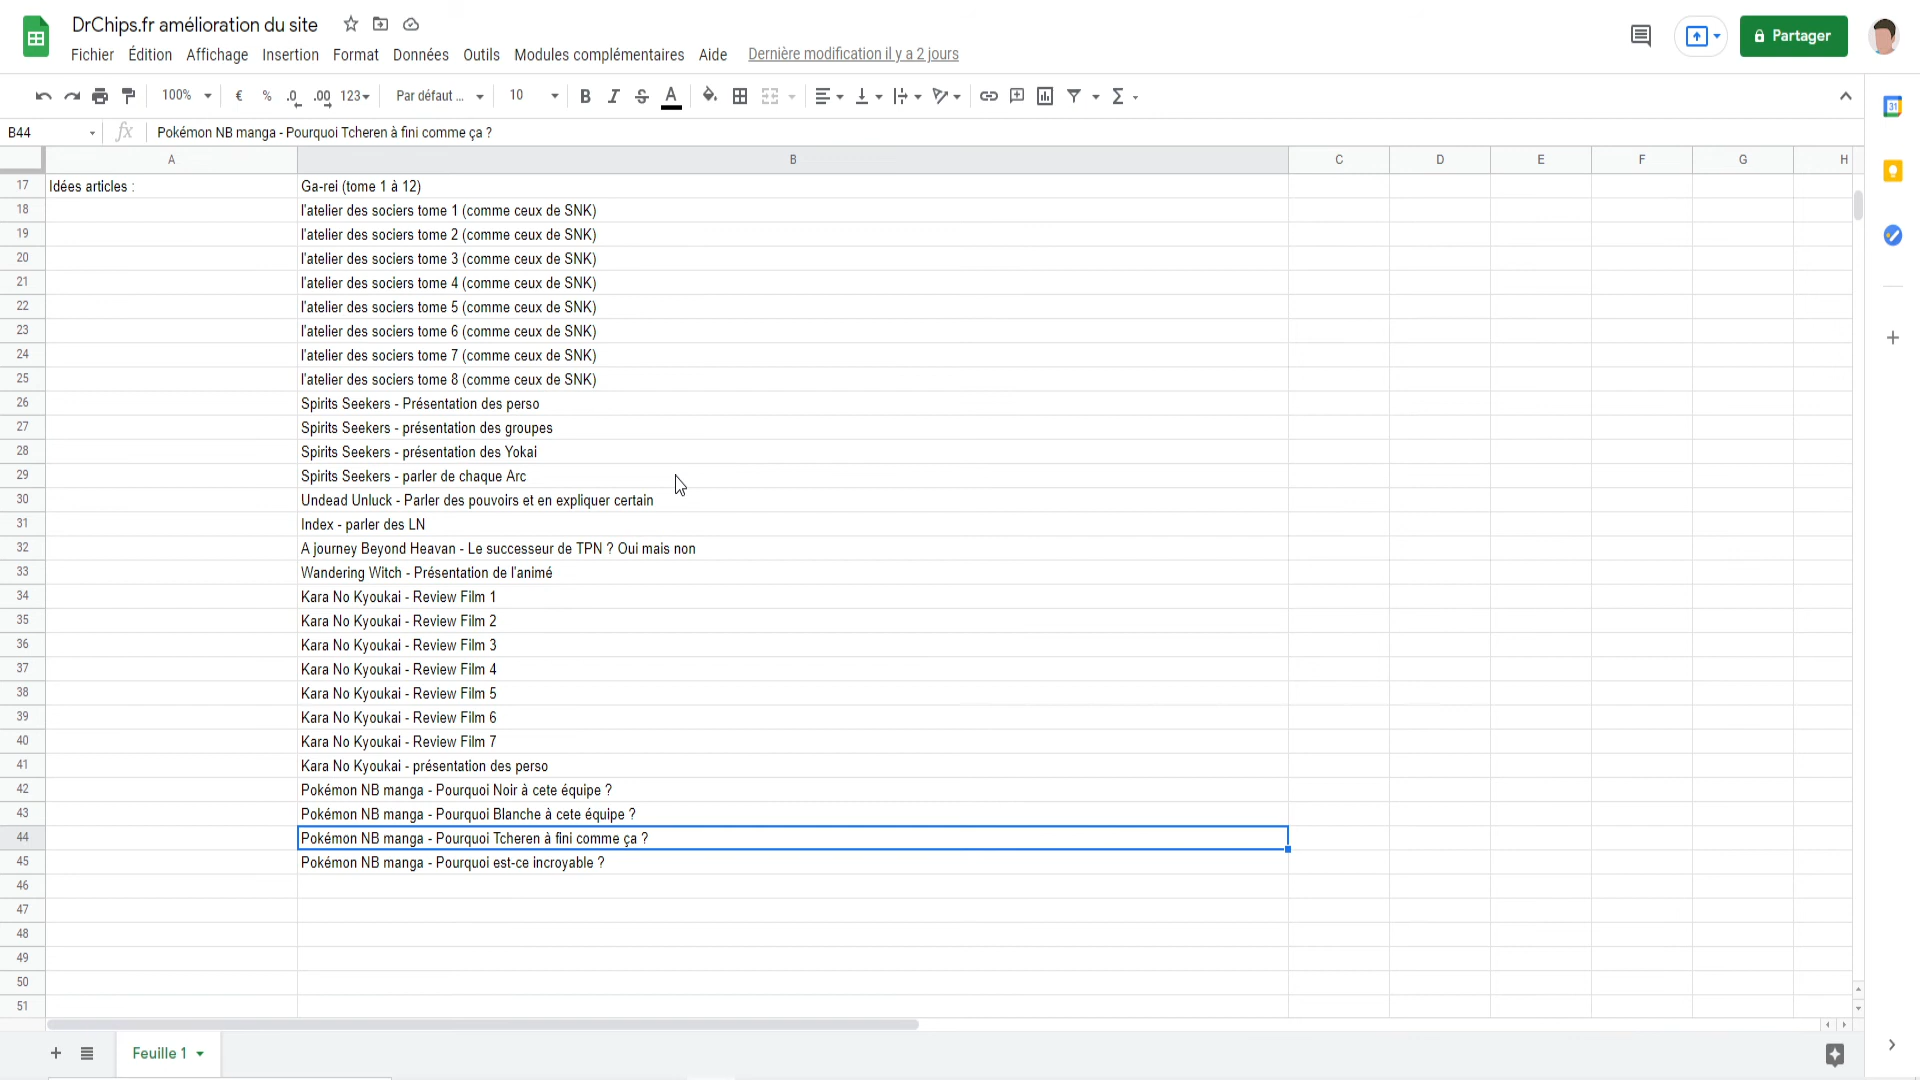 DrChips.fr amélioration du site
Fichier Édition Affichage Insertion Format Données Outils Modules complémentaires Aide Dernière modification il y a 2 jours
Partager
100% € % .0 .00 123 Par défaut ... 10 B I S A Σ
31
B44 fx Pokémon NB manga - Pourquoi Tcheren à fini comme ça ?
A B C D E F G H
17 Idées articles : Ga-rei (tome 1 à 12)
18 l'atelier des sociers tome 1 (comme ceux de SNK)
19 l'atelier des sociers tome 2 (comme ceux de SNK)
20 l'atelier des sociers tome 3 (comme ceux de SNK)
21 l'atelier des sociers tome 4 (comme ceux de SNK)
22 l'atelier des sociers tome 5 (comme ceux de SNK)
23 l'atelier des sociers tome 6 (comme ceux de SNK)
24 l'atelier des sociers tome 7 (comme ceux de SNK)
25 l'atelier des sociers tome 8 (comme ceux de SNK)
26 Spirits Seekers - Présentation des perso
27 Spirits Seekers - présentation des groupes
28 Spirits Seekers - présentation des Yokai
29 Spirits Seekers - parler de chaque Arc
30 Undead Unluck - Parler des pouvoirs et en expliquer certain
31 Index - parler des LN
32 A journey Beyond Heavan - Le successeur de TPN ? Oui mais non
33 Wandering Witch - Présentation de l'animé
34 Kara No Kyoukai - Review Film 1
35 Kara No Kyoukai - Review Film 2
36 Kara No Kyoukai - Review Film 3
37 Kara No Kyoukai - Review Film 4
38 Kara No Kyoukai - Review Film 5
39 Kara No Kyoukai - Review Film 6
40 Kara No Kyoukai - Review Film 7
41 Kara No Kyoukai - présentation des perso
42 Pokémon NB manga - Pourquoi Noir à cete équipe ?
43 Pokémon NB manga - Pourquoi Blanche à cete équipe ?
44 Pokémon NB manga - Pourquoi Tcheren à fini comme ça ?
45 Pokémon NB manga - Pourquoi est-ce incroyable ?
46
47
48
49
50
51
Feuille 1